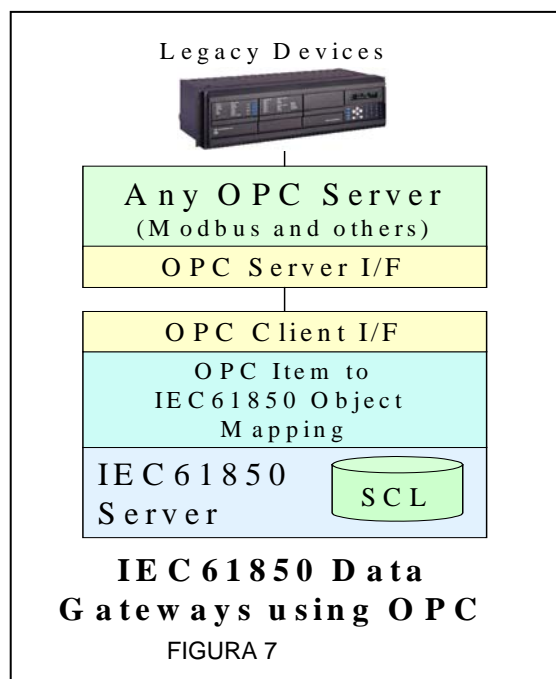 Legacy Devices
Any OPC Server
(Modbus and others)
OPC Server I/F
OPC Client I/F
OPC Item to
IEC61850 Object
Mapping
IEC61850
Server
SCL
IEC61850 Data
Gateways using OPC
FIGURA 7